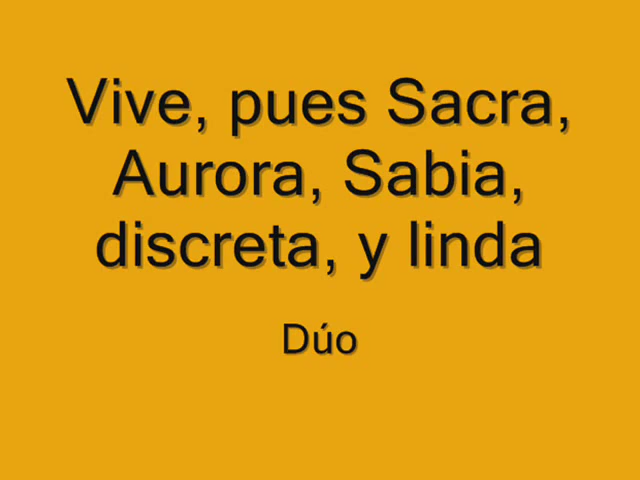 Vive, pues Sacra,
Aurora, Sabia,
discreta, y linda
Dúo